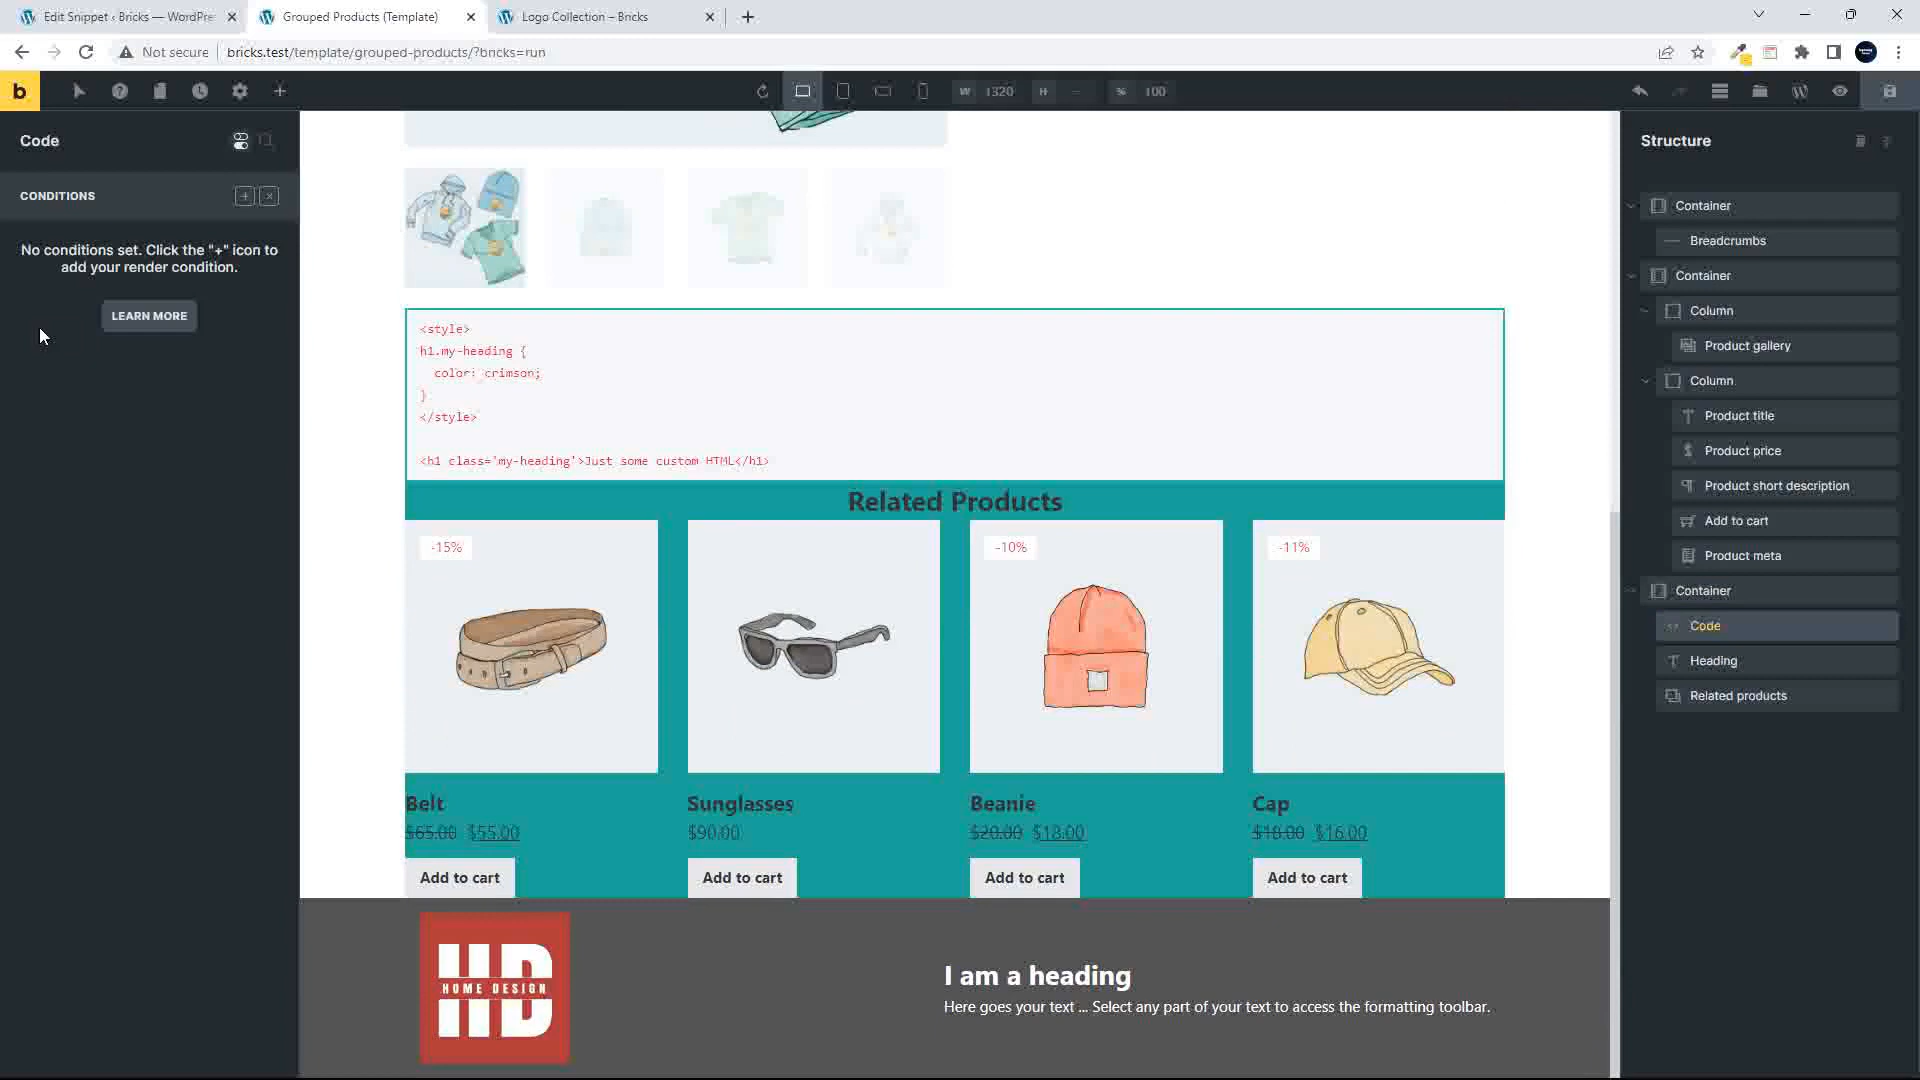 Edit Snippet ‹ Bricks — WordPre
Grouped Products (Template)
Logo Collection – Bricks
Not secure
bricks.test/template/grouped-products/?bricks=run
b
W 1320 H – % 100
Code
CONDITIONS
No conditions set. Click the "+" icon to
add your render condition.
LEARN MORE
<style>
h1.my-heading {
color: crimson;
}
</style>
<h1 class='my-heading'>Just some custom HTML</h1>
Related Products
-15%
-10%
-11%
Belt
Sunglasses
Beanie
Cap
$65.00 $55.00
$90.00
$20.00 $18.00
$18.00 $16.00
Add to cart
Add to cart
Add to cart
Add to cart
HD
HOME DESIGN
I am a heading
Here goes your text ... Select any part of your text to access the formatting toolbar.
Structure
Container
Breadcrumbs
Container
Column
Product gallery
Column
Product title
Product price
Product short description
Add to cart
Product meta
Container
Code
Heading
Related products